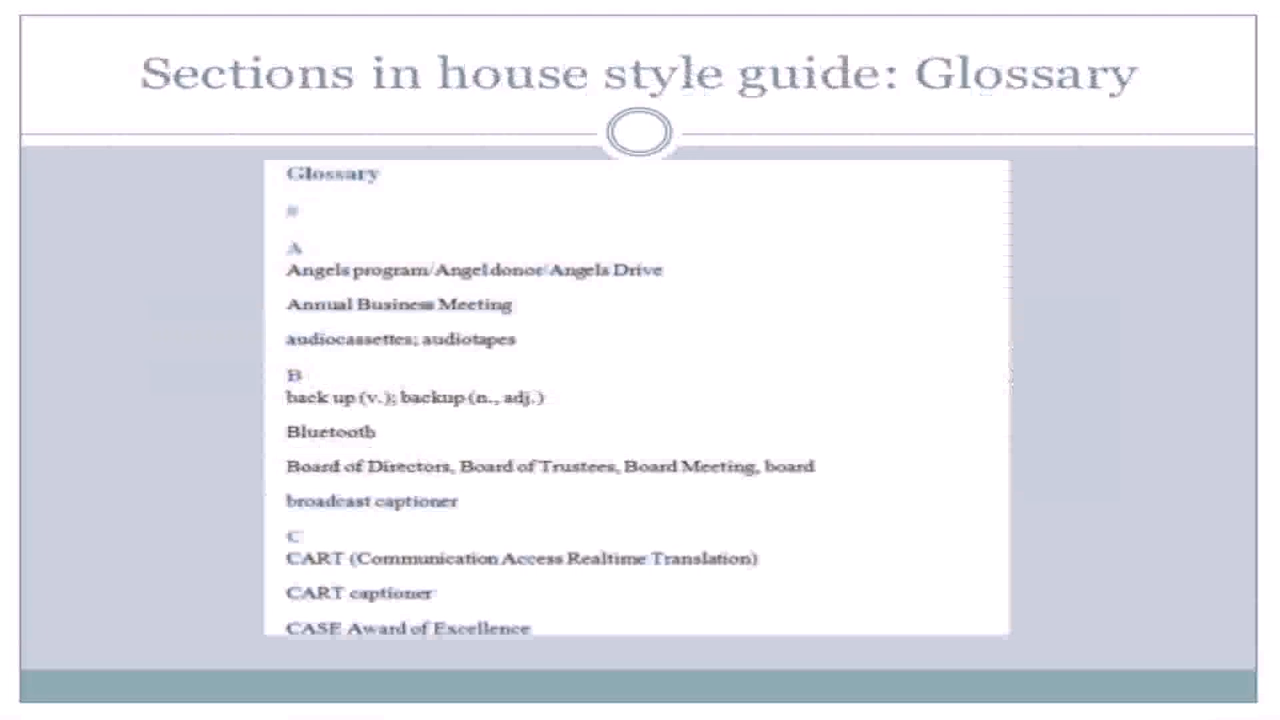 Sections in house style guide: Glossary
Glossary
#
A
Angels program/Angel donor/Angels Drive
Annual Business Meeting
audiocassettes; audiotapes
B
back up (v.); backup (n., adj.)
Bluetooth
Board of Directors, Board of Trustees, Board Meeting, board
broadcast captioner
C
CART (Communication Access Realtime Translation)
CART captioner
CASE Award of Excellence